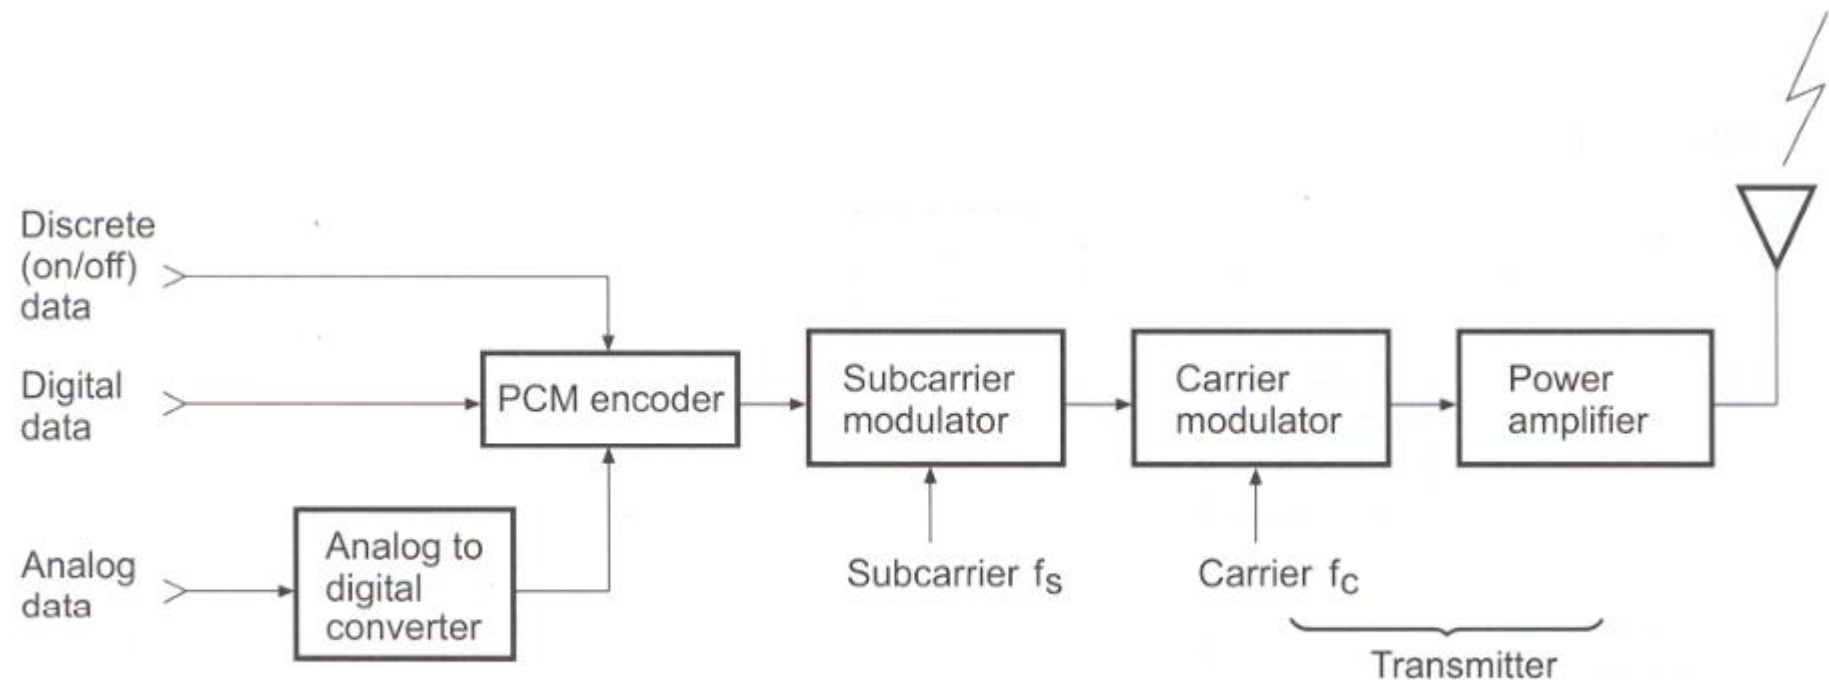 Discrete
(on/off)
data
Digital
data
Analog
data
Analog to
digital
converter
PCM encoder
Subcarrier
modulator
Subcarrier fs
Carrier
modulator
Carrier fc
Power
amplifier
Transmitter